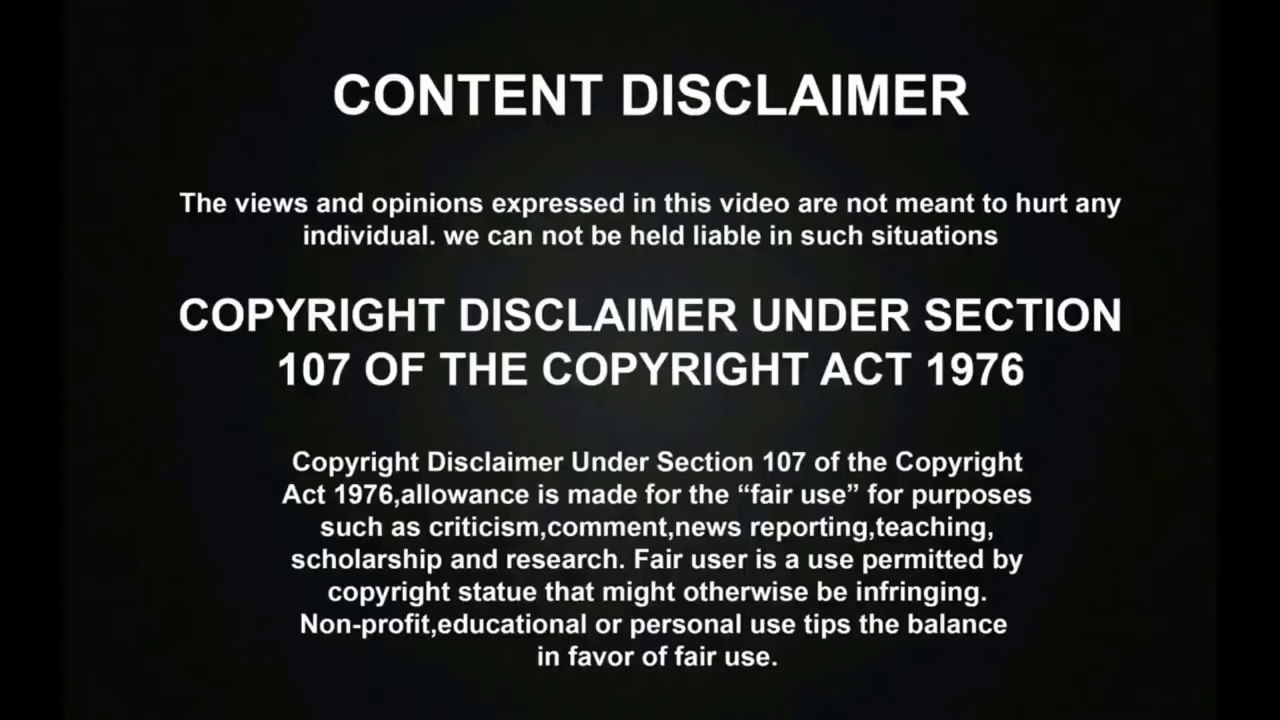 CONTENT DISCLAIMER
The views and opinions expressed in this video are not meant to hurt any
individual. we can not be held liable in such situations
COPYRIGHT DISCLAIMER UNDER SECTION
107 OF THE COPYRIGHT ACT 1976
Copyright Disclaimer Under Section 107 of the Copyright
Act 1976,allowance is made for the “fair use” for purposes
such as criticism,comment,news reporting,teaching,
scholarship and research. Fair user is a use permitted by
copyright statue that might otherwise be infringing.
Non-profit,educational or personal use tips the balance
in favor of fair use.